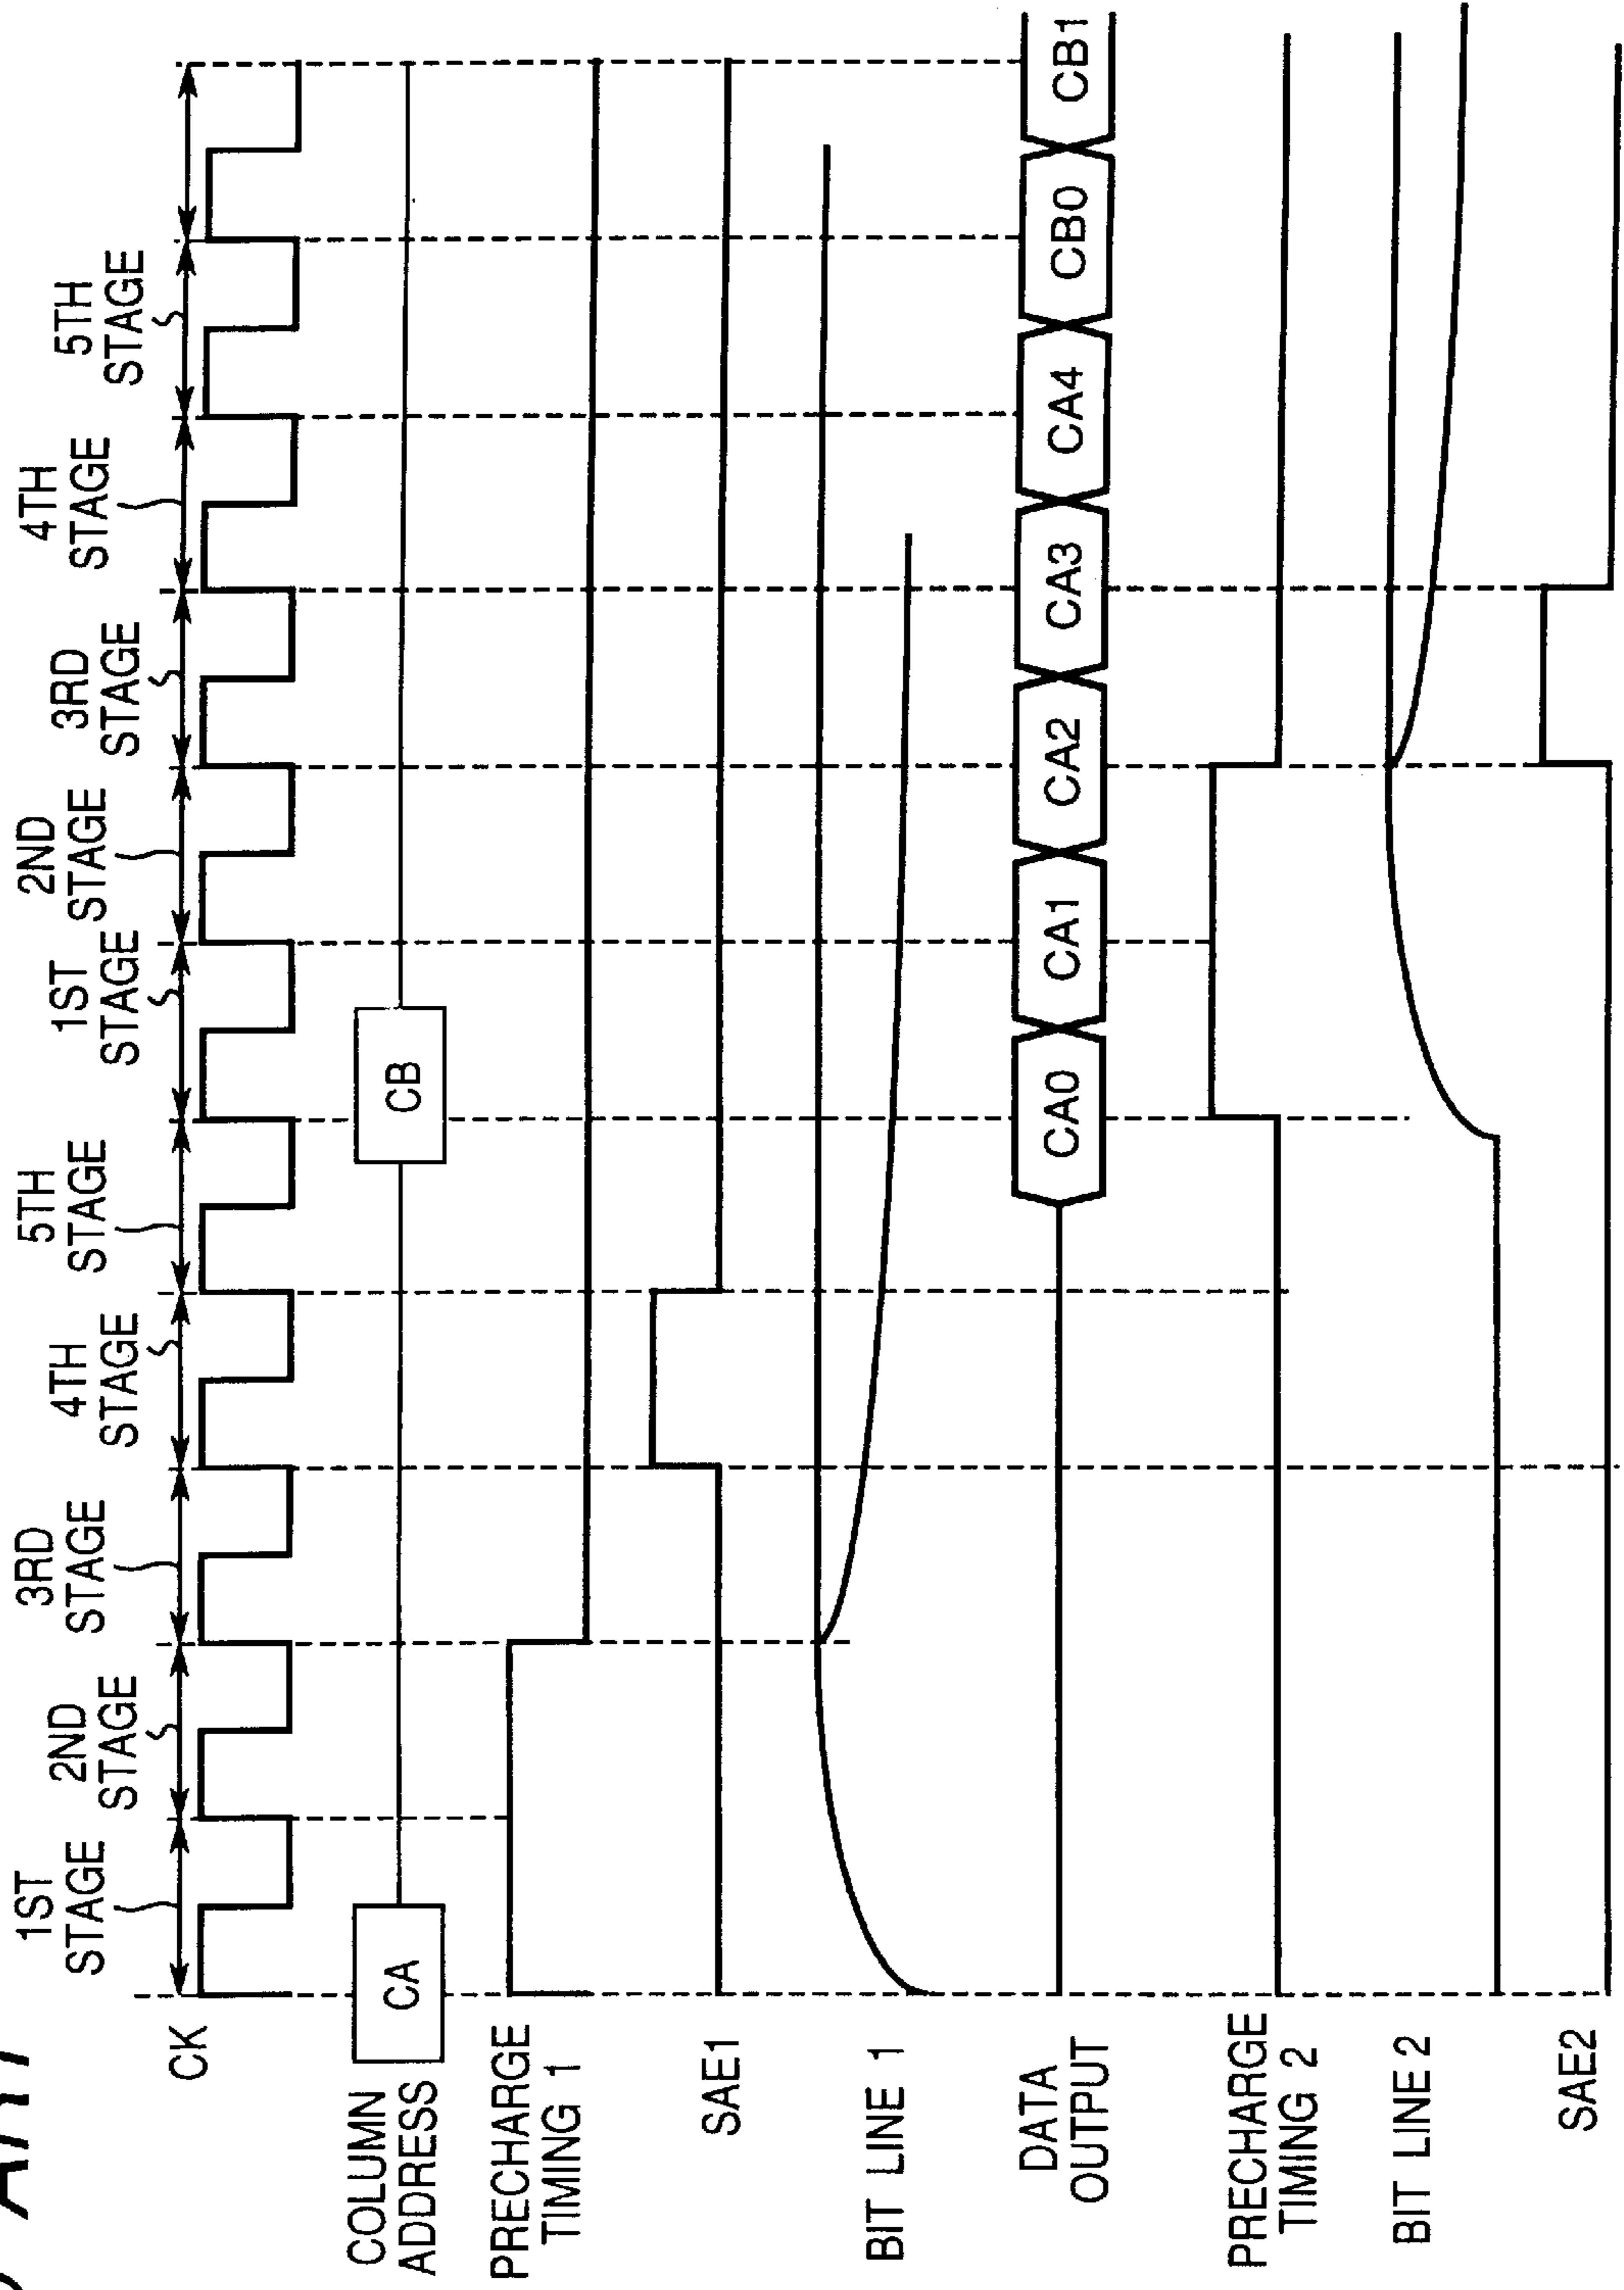 CK
1ST
STAGE
2ND
STAGE
3RD
STAGE
4TH
STAGE
5TH
STAGE
1ST
STAGE
2ND
STAGE
3RD
STAGE
4TH
STAGE
5TH
STAGE
COLUMN
ADDRESS
CA
CB
PRECHARGE
TIMING 1
SAE1
BIT LINE 1
DATA
OUTPUT
CA0
CA1
CA2
CA3
CA4
CB0
CB1
PRECHARGE
TIMING 2
BIT LINE 2
SAE2